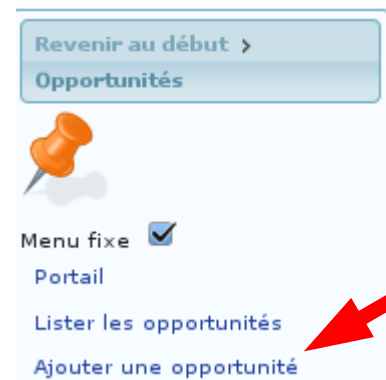 Revenir au début >
Opportunités
Menu fixe
Portail
Lister les opportunités
Ajouter une opportunité